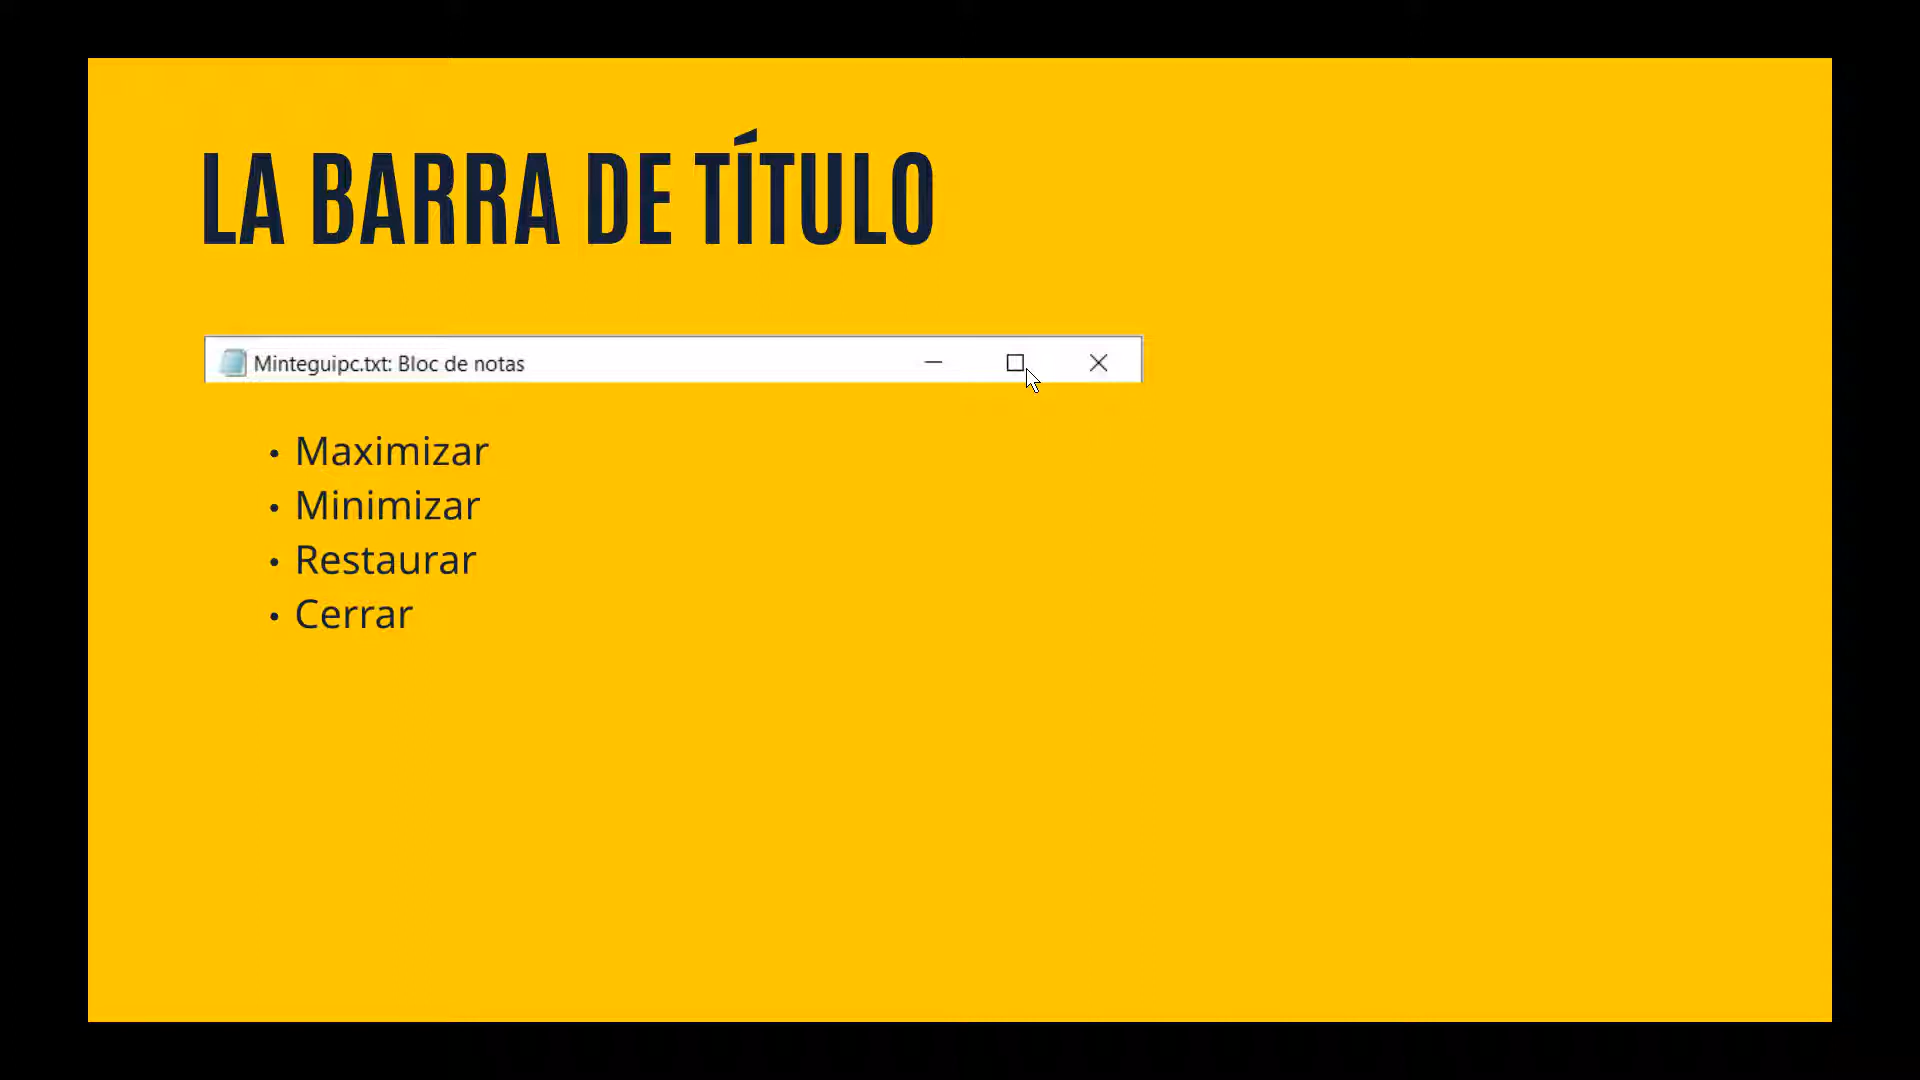 LA BARRA DE TÍTULO
Minteguipc.txt: Bloc de notas
• Maximizar
• Minimizar
• Restaurar
• Cerrar